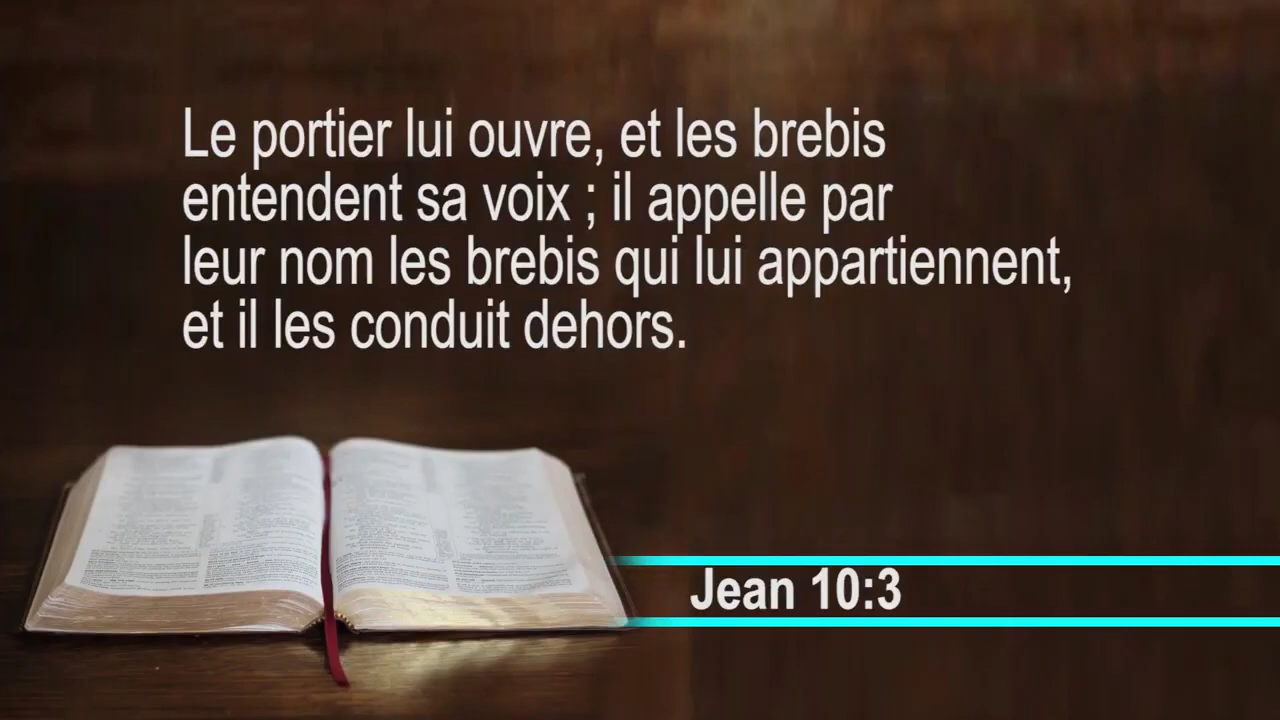 Le portier lui ouvre, et les brebis
entendent sa voix ; il appelle par
leur nom les brebis qui lui appartiennent,
et il les conduit dehors.
Jean 10:3